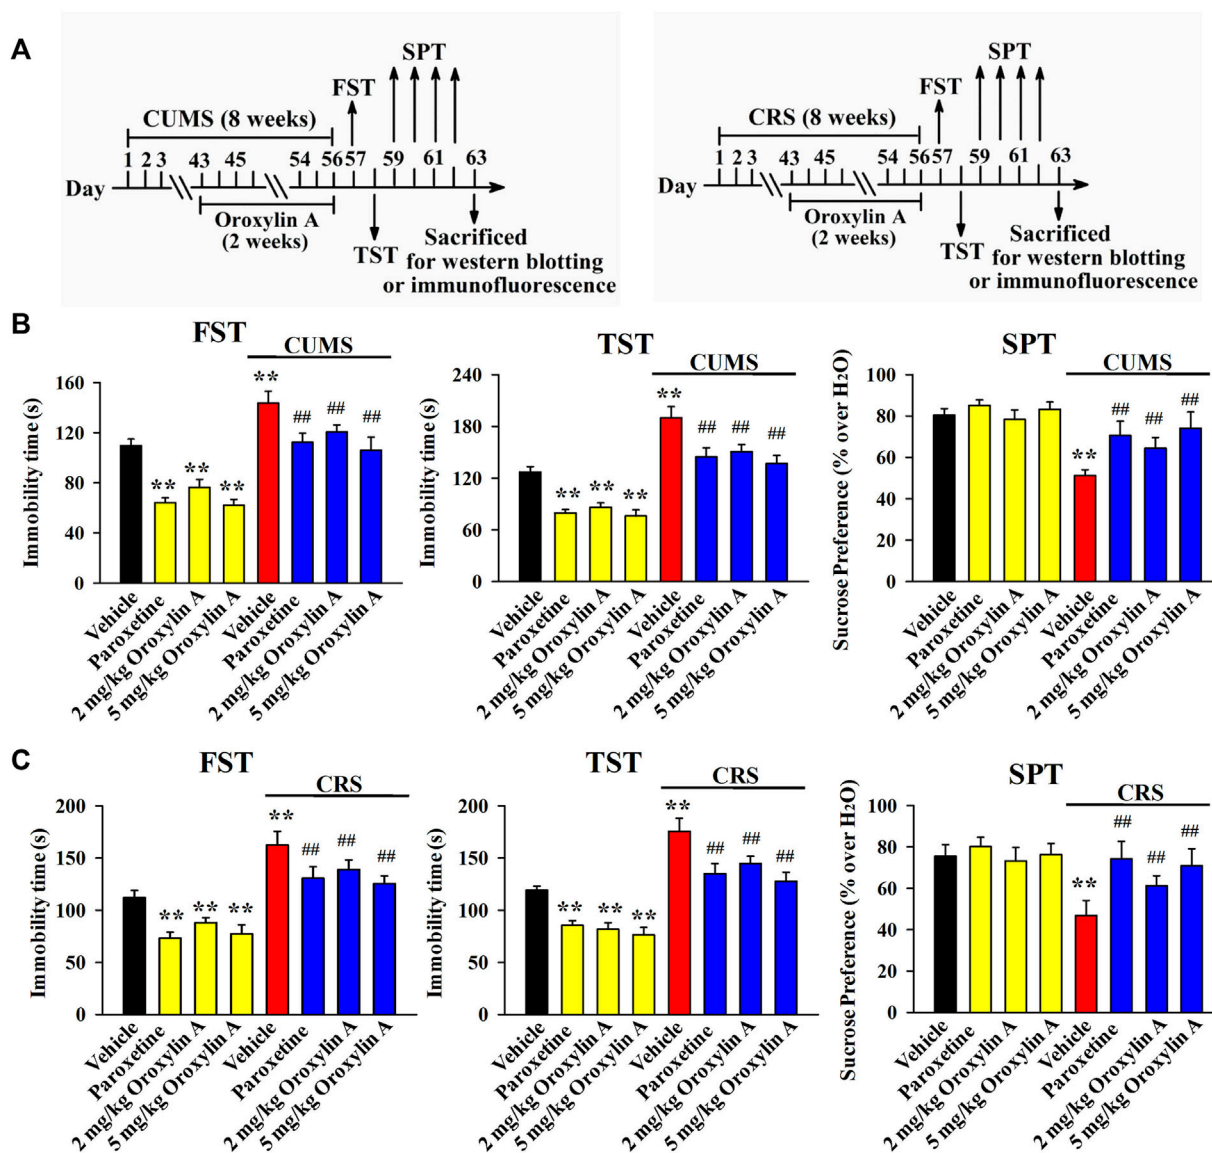 A
SPT
FST
CUMS (8 weeks)
1 2 3 43 45 54 56 57 59 61 63
Day
Oroxylin A
(2 weeks)
TST
Sacrificed
for western blotting
or immunofluorescence
SPT
FST
CRS (8 weeks)
1 2 3 43 45 54 56 57 59 61 63
Day
Oroxylin A
(2 weeks)
TST
Sacrificed
for western blotting
or immunofluorescence
B
FST
CUMS
Immobility time (s)
160
120
80
40
0
** ** ** ** ## ## ##
Vehicle
Paroxetine
2 mg/kg Oroxylin A
5 mg/kg Oroxylin A
Vehicle
Paroxetine
2 mg/kg Oroxylin A
5 mg/kg Oroxylin A
TST
CUMS
Immobility time (s)
240
180
120
60
0
** ** ** ** ## ## ##
Vehicle
Paroxetine
2 mg/kg Oroxylin A
5 mg/kg Oroxylin A
Vehicle
Paroxetine
2 mg/kg Oroxylin A
5 mg/kg Oroxylin A
SPT
CUMS
Sucrose Preference (% over H2O)
100
80
60
40
20
0
** ## ## ##
Vehicle
Paroxetine
2 mg/kg Oroxylin A
5 mg/kg Oroxylin A
Vehicle
Paroxetine
2 mg/kg Oroxylin A
5 mg/kg Oroxylin A
C
FST
CRS
Immobility time (s)
200
150
100
50
0
** ** ** ** ## ## ##
Vehicle
Paroxetine
2 mg/kg Oroxylin A
5 mg/kg Oroxylin A
Vehicle
Paroxetine
2 mg/kg Oroxylin A
5 mg/kg Oroxylin A
TST
CRS
Immobility time (s)
200
150
100
50
0
** ** ** ** ## ## ##
Vehicle
Paroxetine
2 mg/kg Oroxylin A
5 mg/kg Oroxylin A
Vehicle
Paroxetine
2 mg/kg Oroxylin A
5 mg/kg Oroxylin A
SPT
CRS
Sucrose Preference (% over H2O)
100
80
60
40
20
0
** ## ## ##
Vehicle
Paroxetine
2 mg/kg Oroxylin A
5 mg/kg Oroxylin A
Vehicle
Paroxetine
2 mg/kg Oroxylin A
5 mg/kg Oroxylin A